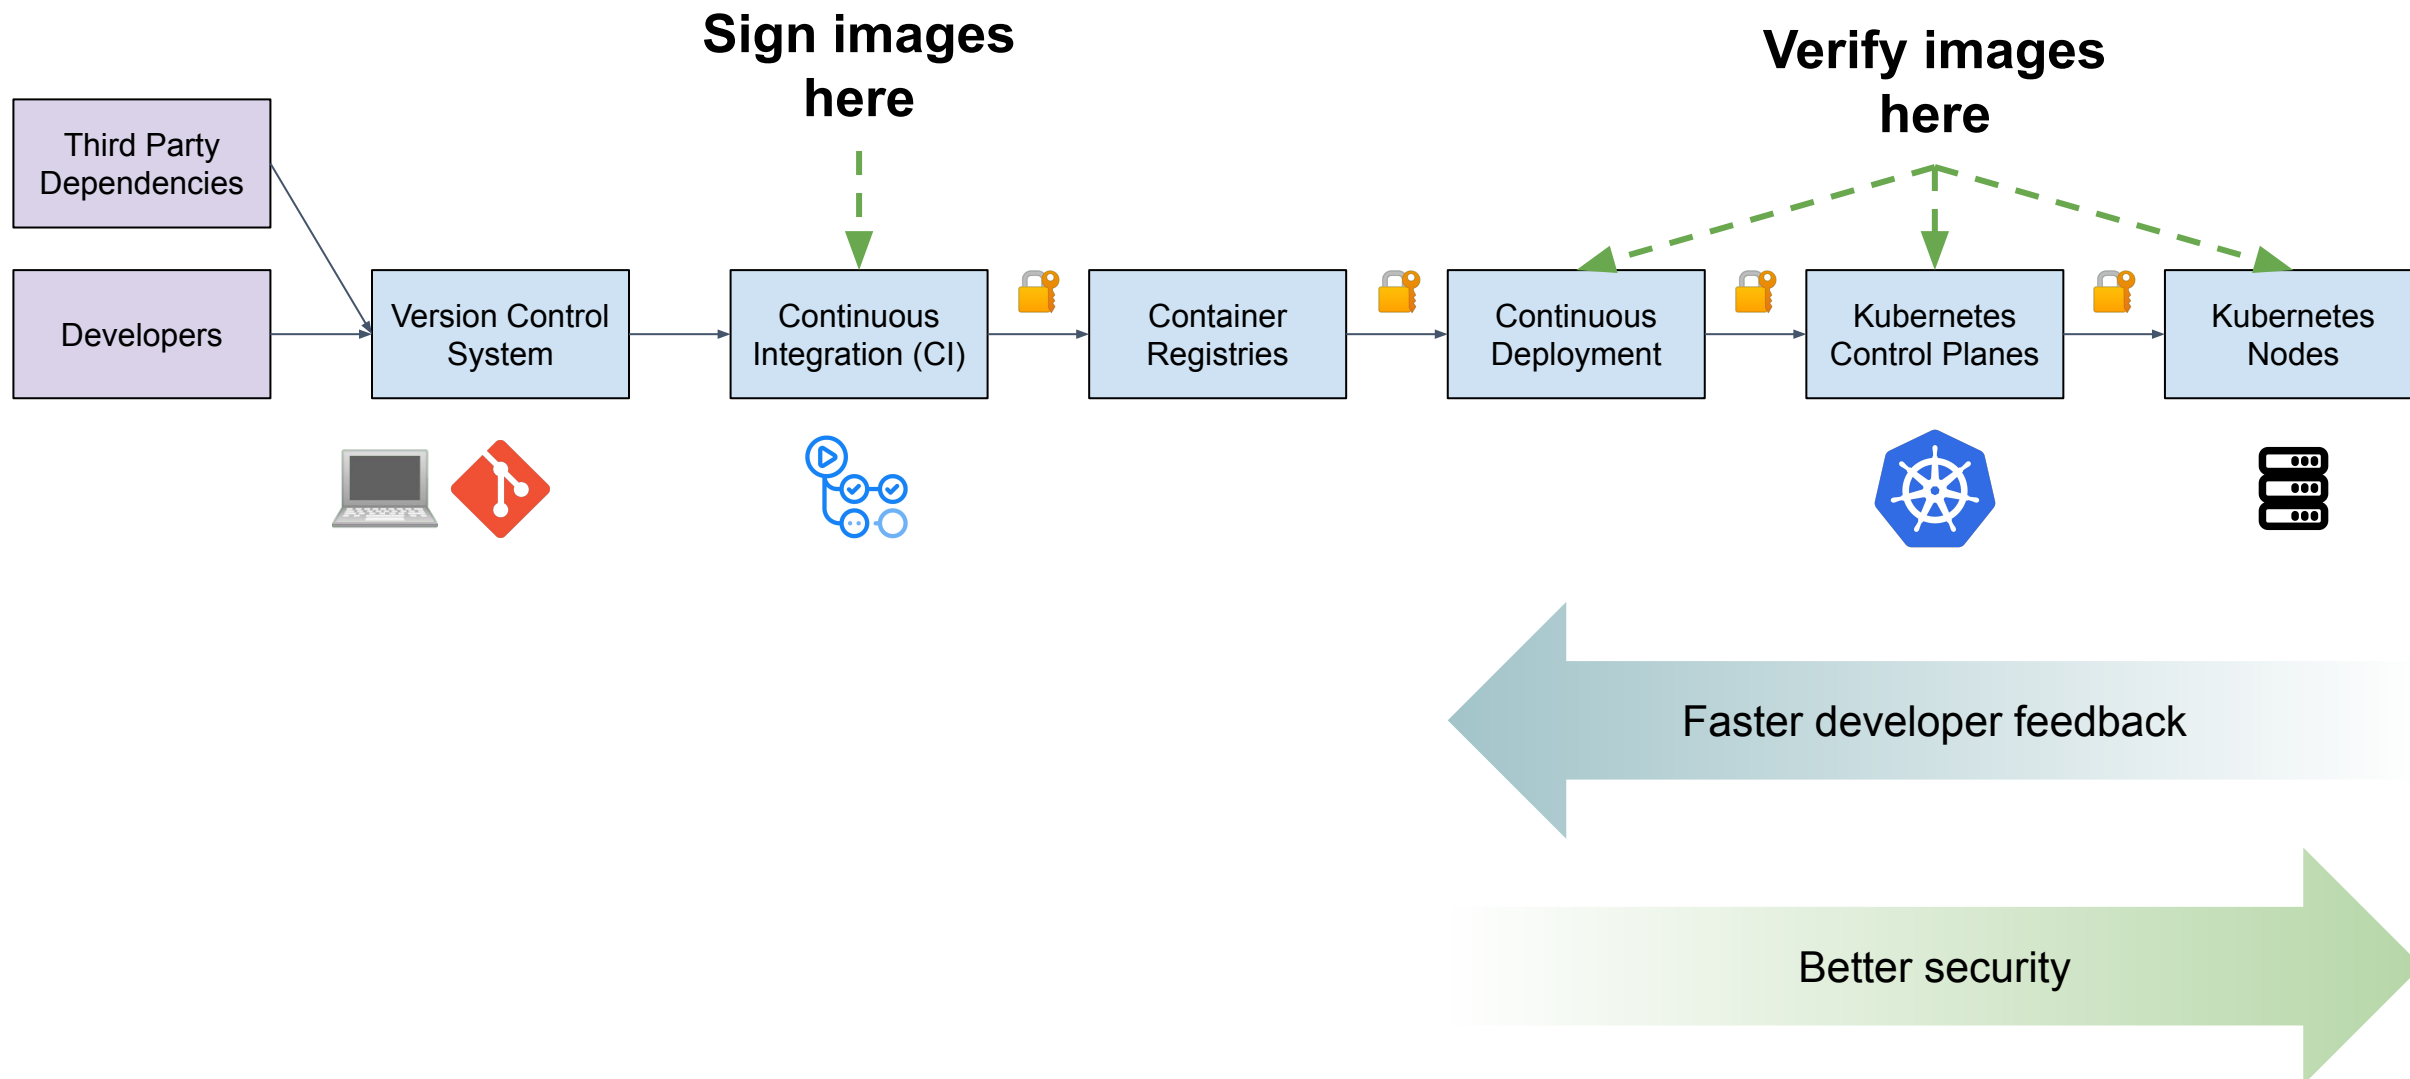 Sign images
here
Verify images
here
Third Party
Dependencies
Developers
Version Control
System
Continuous
Integration (CI)
Container
Registries
Continuous
Deployment
Kubernetes
Control Planes
Kubernetes
Nodes
Faster developer feedback
Better security